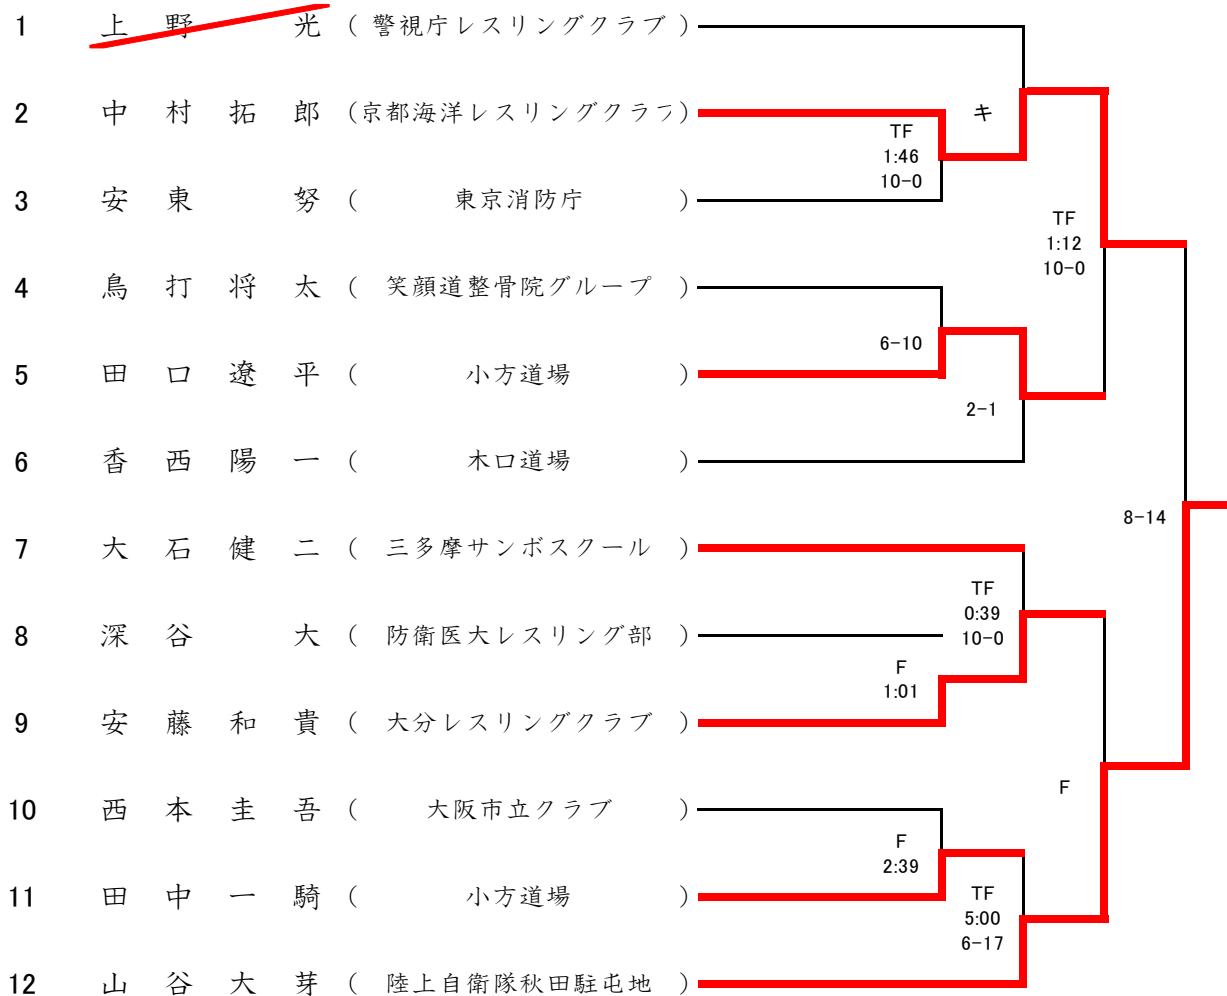 1 上野 光 (警視庁レスリングクラブ)
2 中村拓郎 (京都海洋レスリングクラブ)
キ
TF
1:46
10-0
3 安東 努 (東京消防庁)
TF
1:12
10-0
4 鳥打将太 (笑顔道整骨院グループ)
6-10
5 田口遼平 (小方道場)
2-1
6 香西陽一 (木口道場)
8-14
7 大石健二 (三多摩サンボスクール)
TF
0:39
10-0
8 深谷 大 (防衛医大レスリング部)
F
1:01
9 安藤和貴 (大分レスリングクラブ)
F
10 西本圭吾 (大阪市立クラブ)
F
2:39
11 田中一騎 (小方道場)
TF
5:00
6-17
12 山谷大芽 (陸上自衛隊秋田駐屯地)